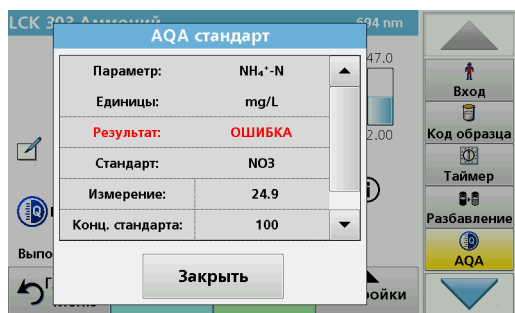 LCK 303 Аммоний 694 nm
AQA стандарт
Параметр: NH₄⁺-N
Единицы: mg/L
Результат: ОШИБКА
Стандарт: NO3
Измерение: 24.9
Конц. стандарта: 100
Закрыть
47.0
2.00
Выпо
ройки
Вход
Код образца
Таймер
Разбавление
AQA